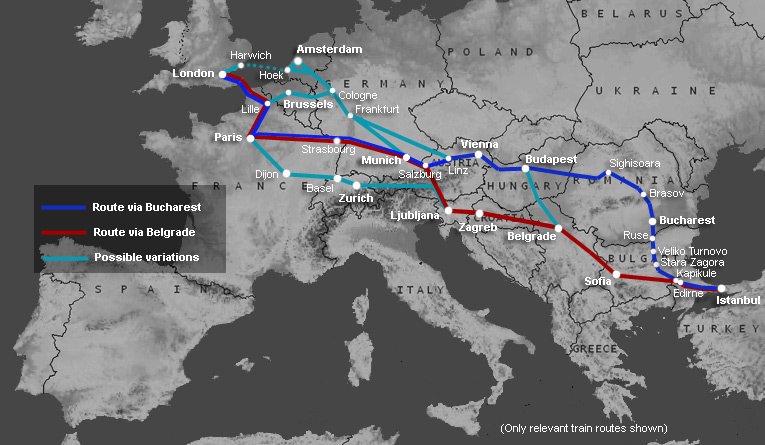 BELARUS
Harwich
Amsterdam
POLAND
London
Hoek
GERMANY
UKRAINE
Lille
Brussels
Cologne
Frankfurt
Paris
Strasbourg
Vienna
Munich
AUSTRIA
Budapest
Sighisoara
Salzburg
Linz
Dijon
Basel
Zurich
FRANCE
HUNGARY
ROMANIA
Brasov
Route via Bucharest
Ljubljana
CROATIA
Zagreb
Bucharest
Route via Belgrade
Belgrade
Ruse
Veliko Turnovo
Possible variations
BULG
Stara Zagora
Kapikule
Sofia
Edirne
SPAIN
ITALY
Istanbul
TURKEY
GREECE
(Only relevant train routes shown)